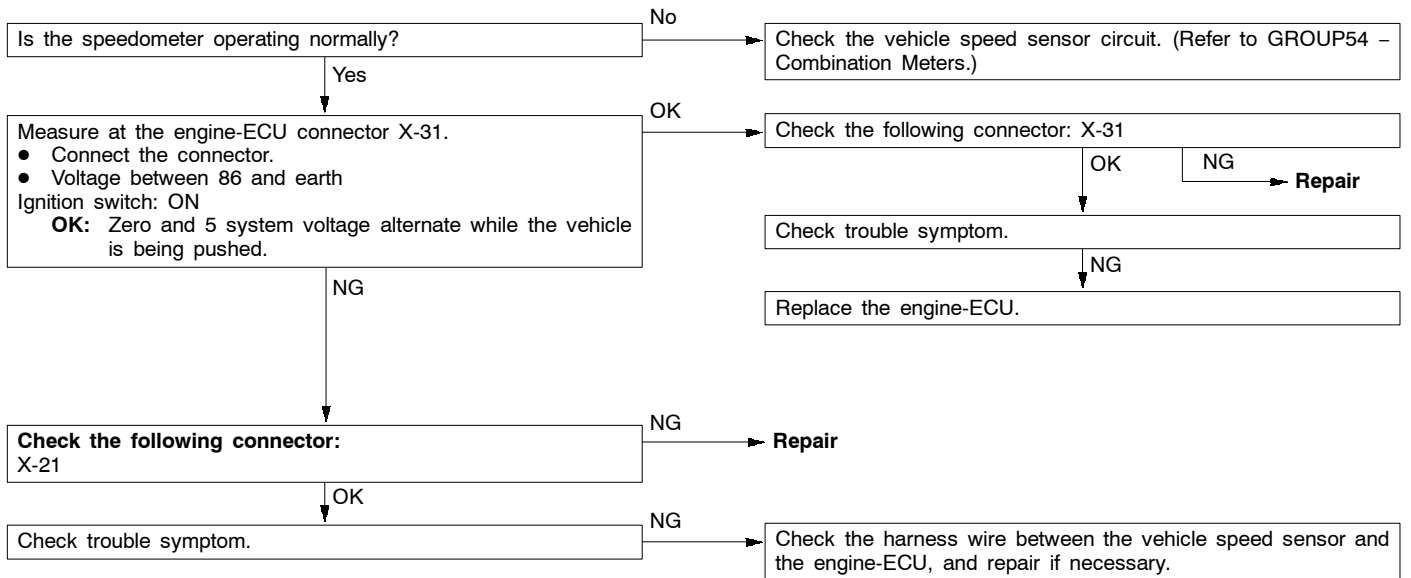 No
Is the speedometer operating normally?
Check the vehicle speed sensor circuit. (Refer to GROUP54 –
Combination Meters.)
Yes
OK
Measure at the engine-ECU connector X-31.
● Connect the connector.
● Voltage between 86 and earth
Ignition switch: ON
OK: Zero and 5 system voltage alternate while the vehicle
is being pushed.
Check the following connector: X-31
OK
NG
Repair
Check trouble symptom.
NG
Replace the engine-ECU.
NG
Check the following connector:
X-21
NG
Repair
OK
Check trouble symptom.
NG
Check the harness wire between the vehicle speed sensor and
the engine-ECU, and repair if necessary.